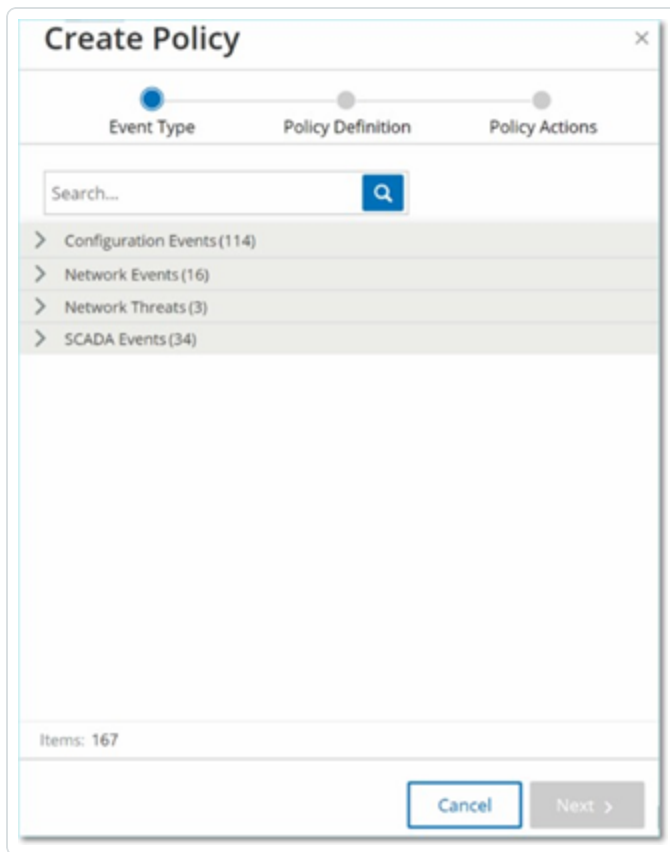 Create Policy
Event Type
Policy Definition
Policy Actions
Search...
Configuration Events (114)
Network Events (16)
Network Threats (3)
SCADA Events (34)
Items: 167
Cancel
Next